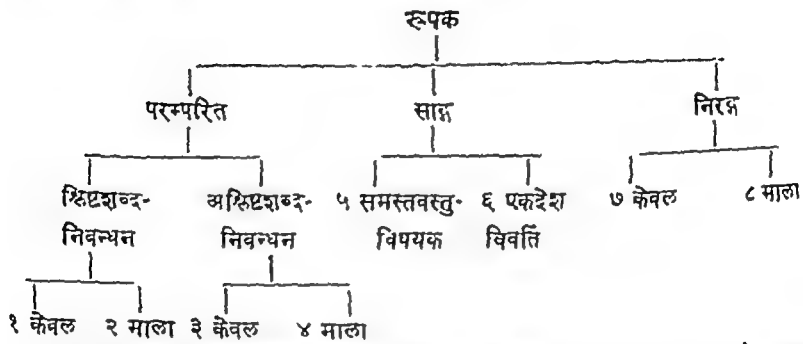 रूपक
परम्परित साङ्ग निरङ्ग
श्लिष्टशब्द- अश्लिष्टशब्द- ५ समस्तवस्तु- ६ एकदेश ७ केवल ८ माला
निबन्धन निबन्धन विषयक विवर्ति
१ केवल २ माला ३ केवल ४ माला